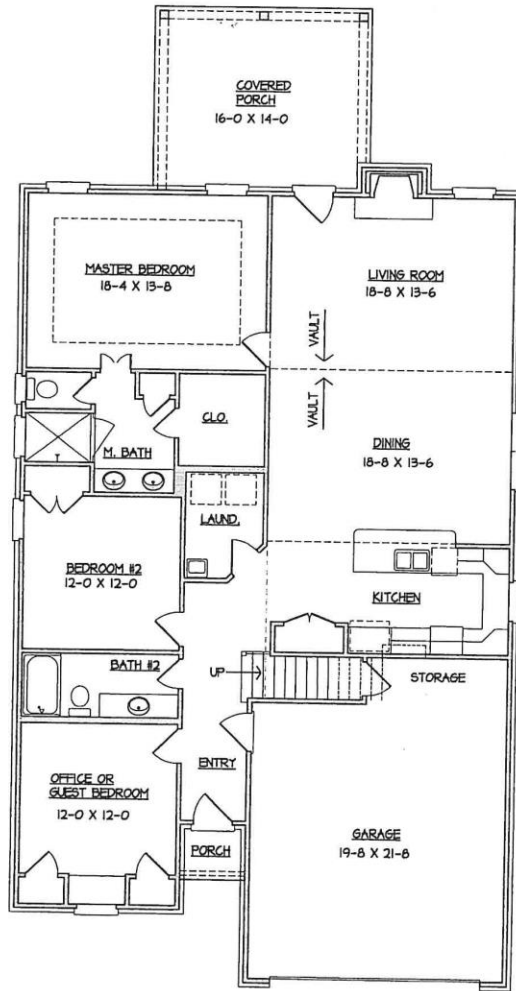 COVERED
PORCH
16-0 X 14-0
MASTER BEDROOM
18-4 X 13-8
LIVING ROOM
18-8 X 13-6
VAULT
VAULT
CLO.
M. BATH
DINING
18-8 X 13-6
LAUND.
BEDROOM #2
12-0 X 12-0
KITCHEN
BATH #2
UP
STORAGE
ENTRY
OFFICE OR
GUEST BEDROOM
12-0 X 12-0
PORCH
GARAGE
19-8 X 21-8